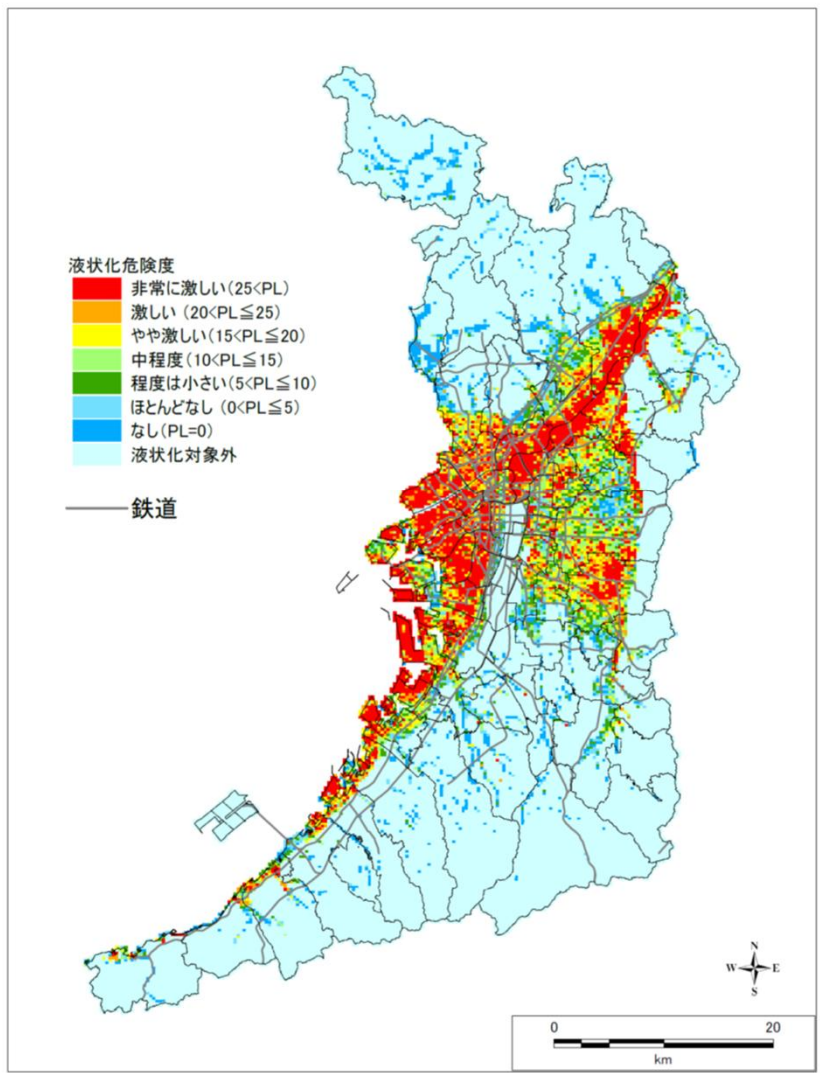 液状化危険度
非常に激しい(25<PL)
激しい (20<PL≦25)
やや激しい(15<PL≦20)
中程度(10<PL≦15)
程度は小さい(5<PL≦10)
ほとんどなし (0<PL≦5)
なし(PL=0)
液状化対象外
鉄道
N
W E
S
0 20
km